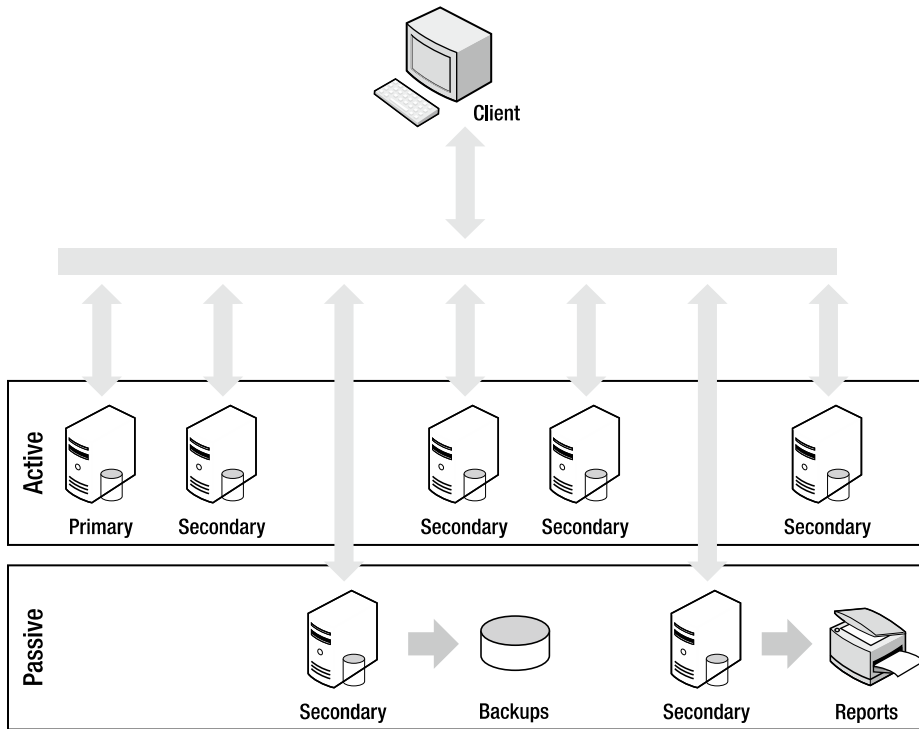 Client
Active
Primary
Secondary
Secondary
Secondary
Secondary
Passive
Secondary
Backups
Secondary
Reports